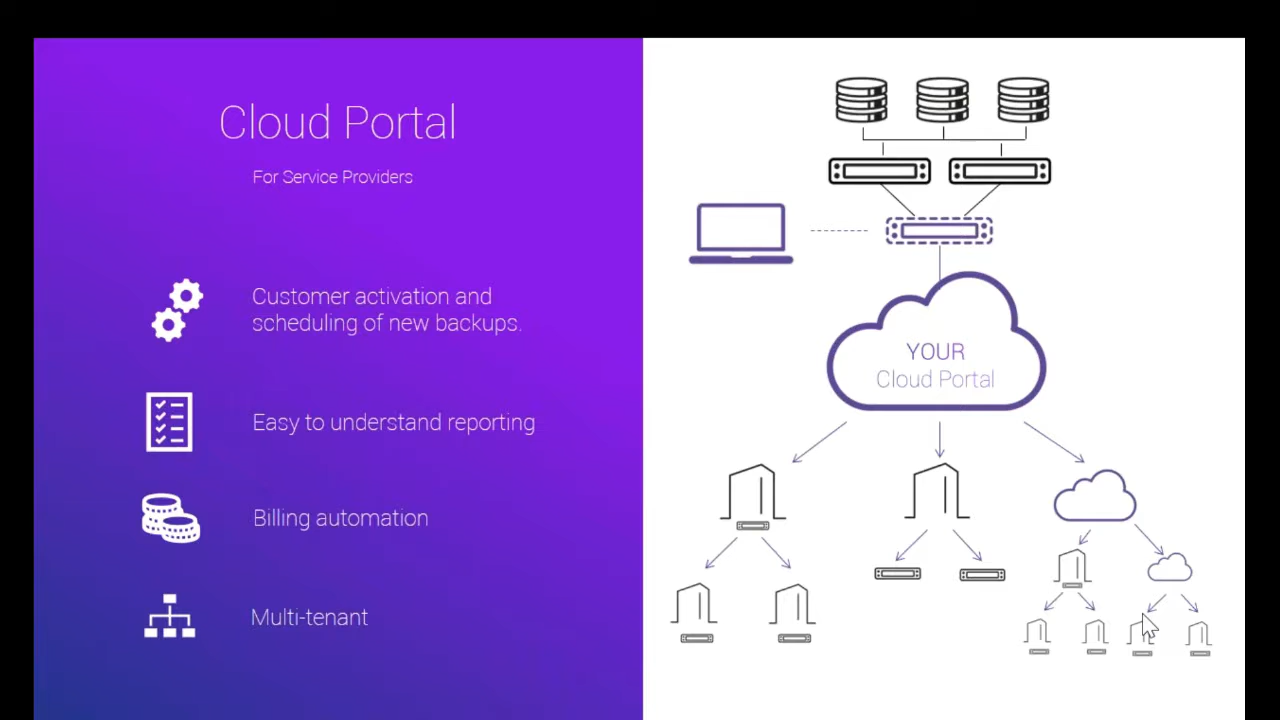 Cloud Portal
For Service Providers
Customer activation and
scheduling of new backups.
Easy to understand reporting
Billing automation
Multi-tenant
YOUR
Cloud Portal